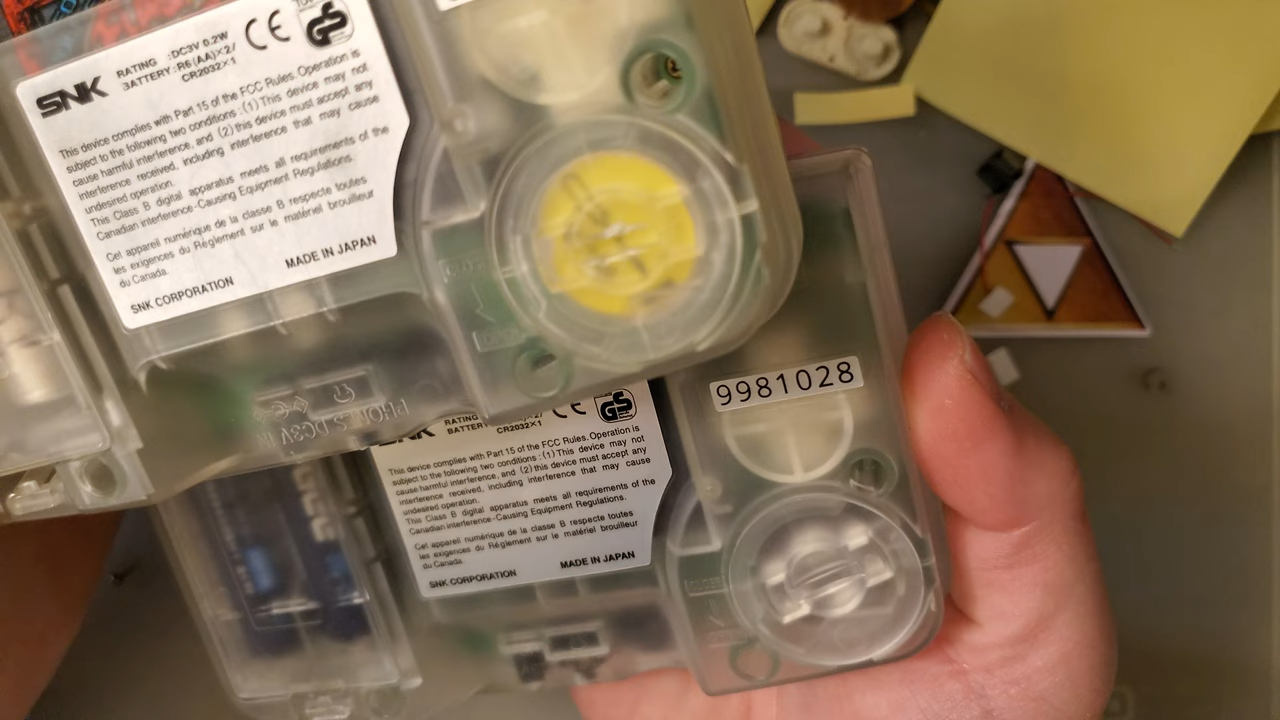 SNK
RATING :DC3V 0.2W
BATTERY:R6(AA)×2/
CR2032×1
CE
GS
This device complies with Part 15 of the FCC Rules. Operation is
subject to the following two conditions :(1)This device may not
cause harmful interference, and (2)this device must accept any
interference received, including interference that may cause
undesired operation.
This Class B digital apparatus meets all requirements of the
Canadian interference-Causing Equipment Regulations.
Cet appareil numérique de la classe B respecte toutes
les exigences du Réglement sur le matériel brouilleur
du Canada.
SNK CORPORATION MADE IN JAPAN
PHONES DC3V IN
9981028
SNK
RATING
BATTERY
CR2032×1
CE
GS
This device complies with Part 15 of the FCC Rules. Operation is
subject to the following two conditions :(1)This device may not
cause harmful interference, and (2)this device must accept any
interference received, including interference that may cause
undesired operation.
This Class B digital apparatus meets all requirements of the
Canadian interference-Causing Equipment Regulations.
Cet appareil numérique de la classe B respecte toutes
les exigences du Réglement sur le matériel brouilleur
du Canada.
SNK CORPORATION MADE IN JAPAN
CLOSE